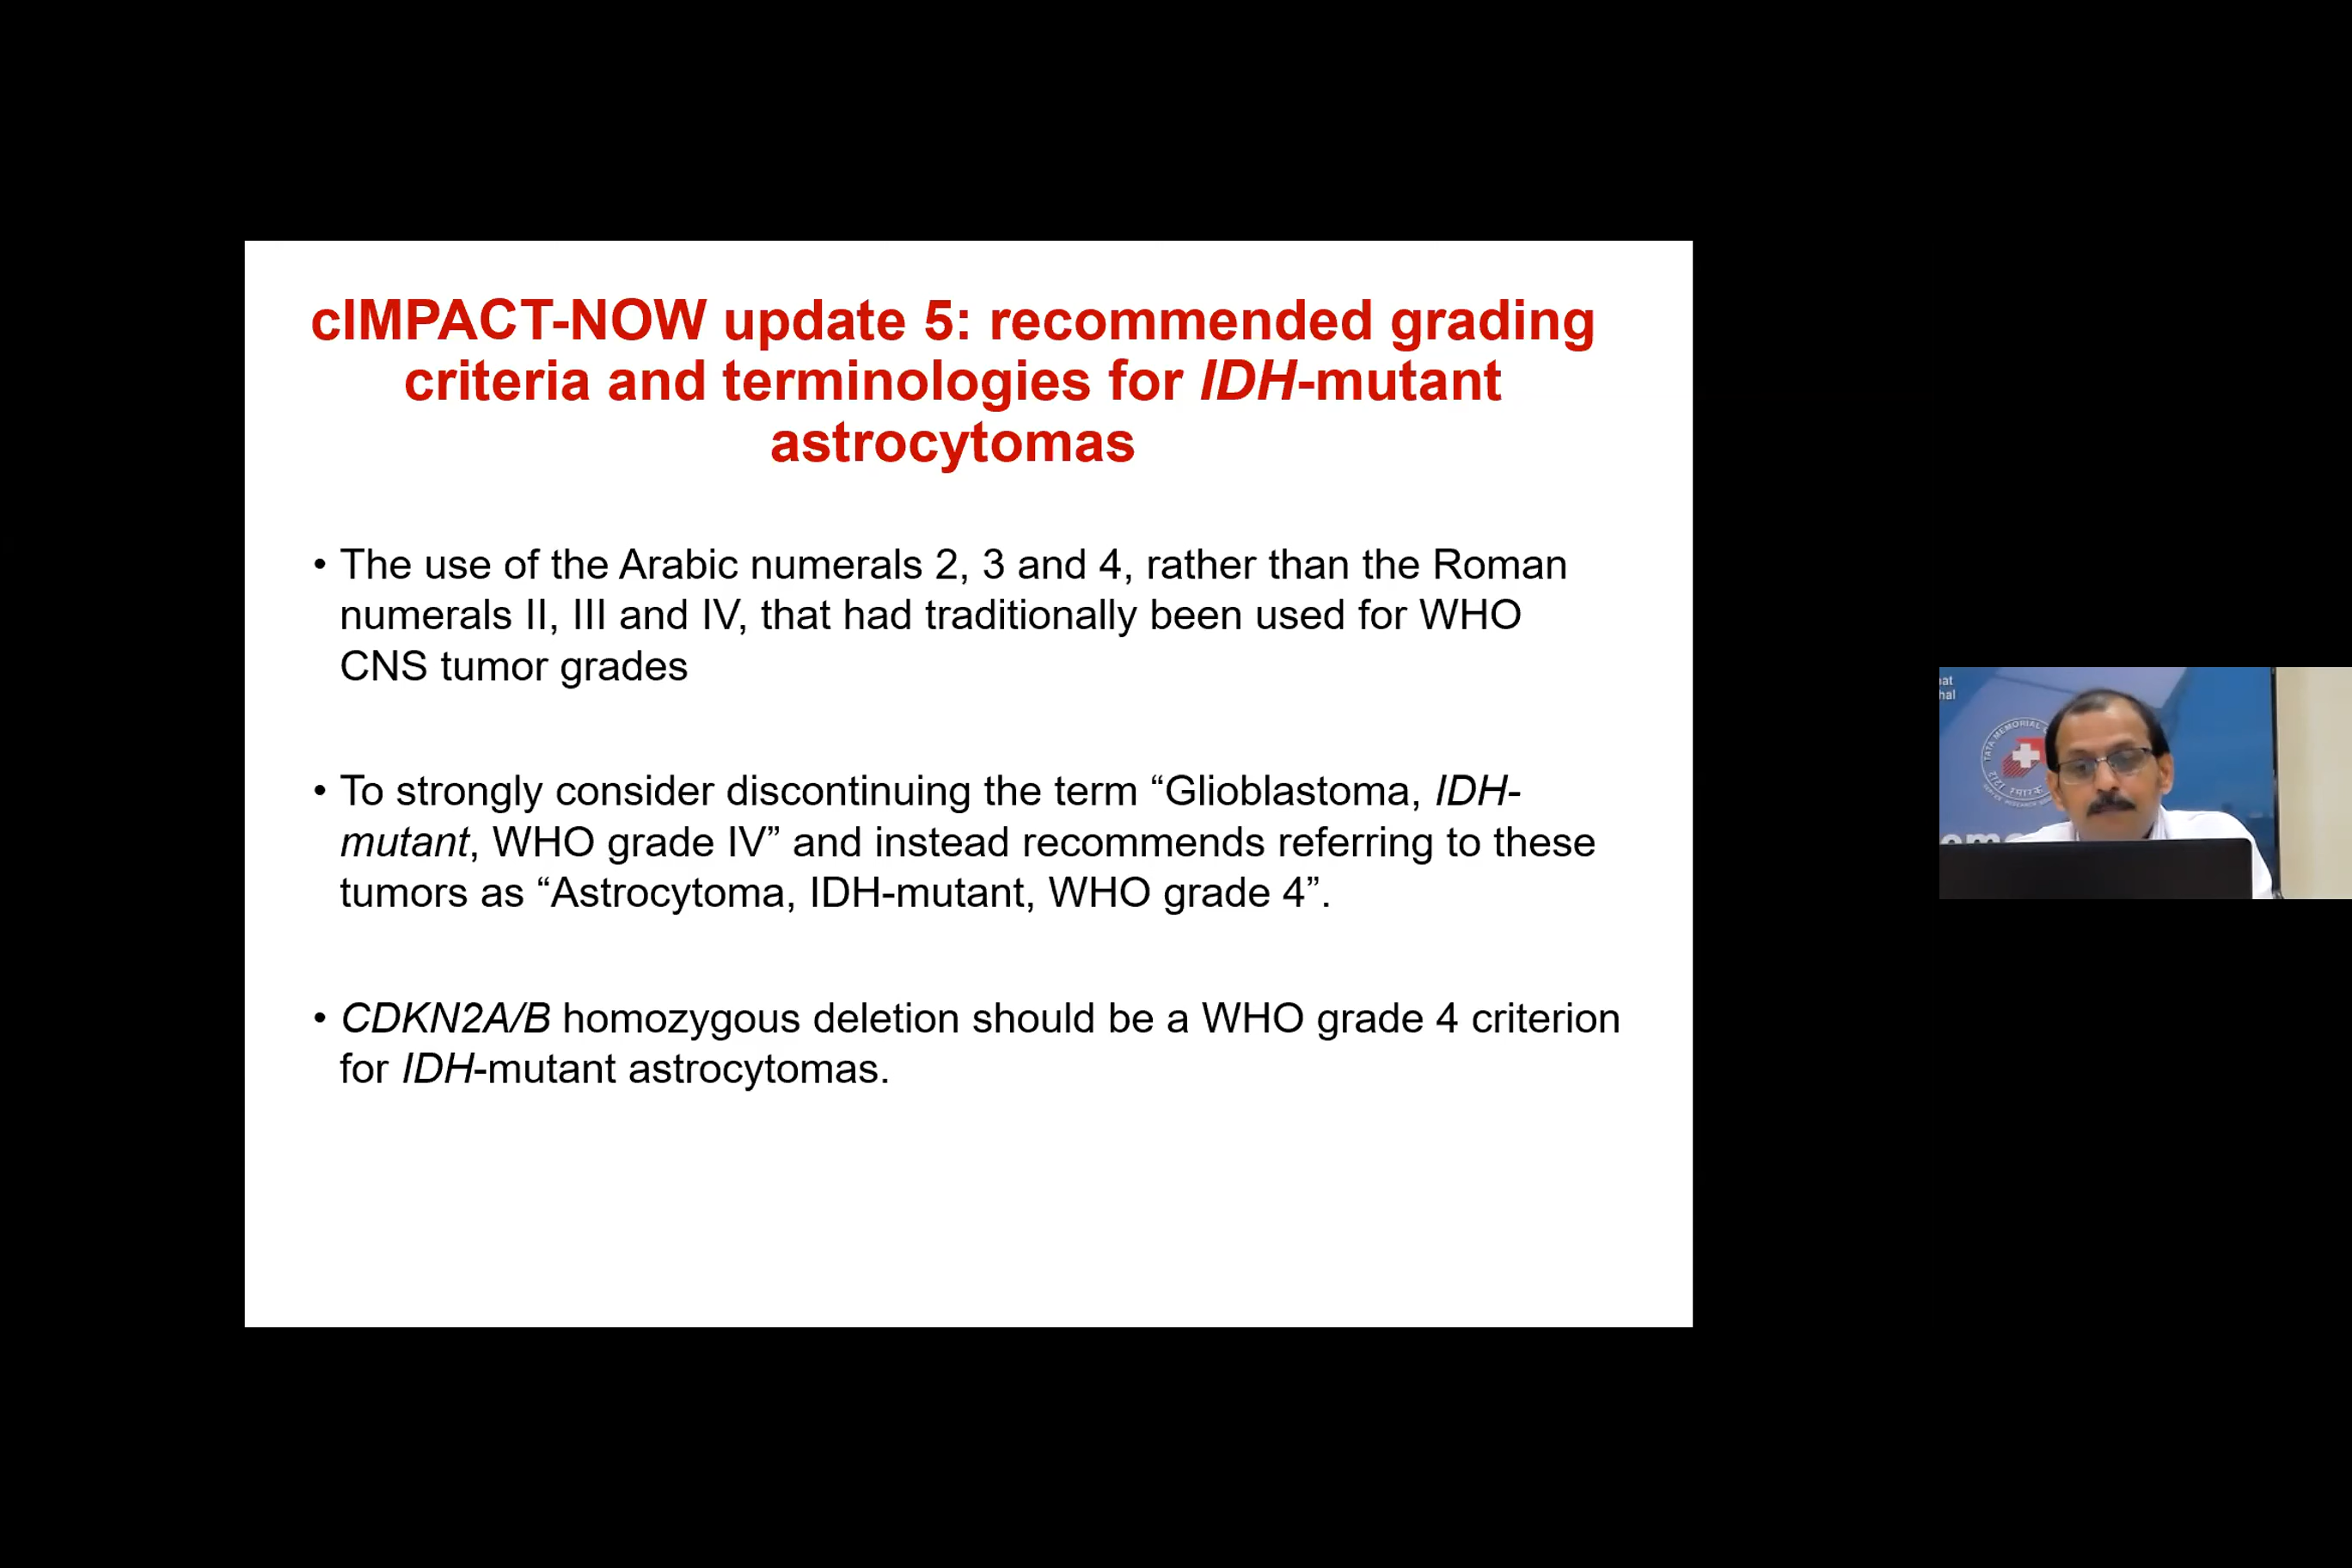 cIMPACT-NOW update 5: recommended grading
criteria and terminologies for IDH-mutant
astrocytomas
• The use of the Arabic numerals 2, 3 and 4, rather than the Roman
numerals II, III and IV, that had traditionally been used for WHO
CNS tumor grades
• To strongly consider discontinuing the term “Glioblastoma, IDH-
mutant, WHO grade IV” and instead recommends referring to these
tumors as “Astrocytoma, IDH-mutant, WHO grade 4”.
• CDKN2A/B homozygous deletion should be a WHO grade 4 criterion
for IDH-mutant astrocytomas.
TATA MEMORIAL